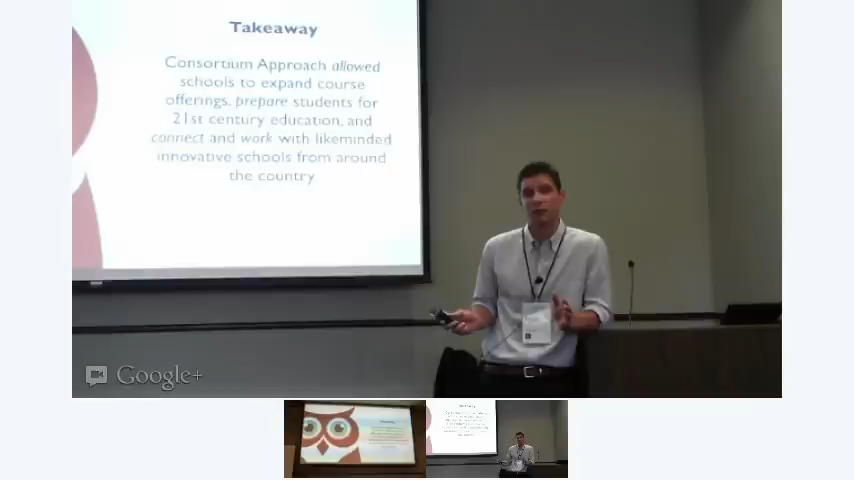 Takeaway
Consortium Approach allowed
schools to expand course
offerings, prepare students for
21st century education, and
connect and work with likeminded
innovative schools from around
the country
Google+